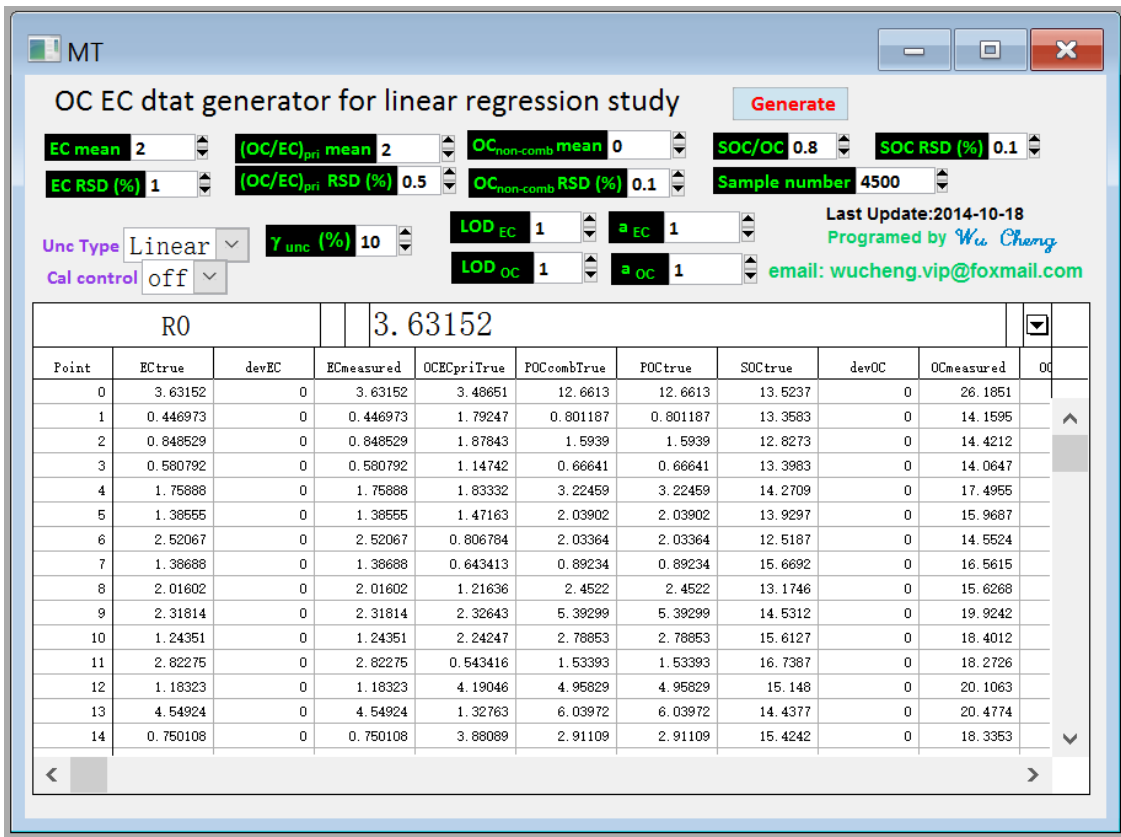 MT
OC EC dtat generator for linear regression study Generate
EC mean 2 (OC/EC)pri mean 2 OCnon-comb mean 0 SOC/OC 0.8 SOC RSD (%) 0.1
EC RSD (%) 1 (OC/EC)pri RSD (%) 0.5 OCnon-comb RSD (%) 0.1 Sample number 4500
Last Update:2014-10-18
Unc Type Linear γ unc (%) 10 LOD EC 1 a EC 1 Programed by Wu Cheng
Cal control off LOD OC 1 a OC 1 email: wucheng.vip@foxmail.com
R0 3.63152
Point ECtrue devEC ECmeasured OCECpriTrue POCcombTrue POCtrue SOCtrue devOC OCmeasured OC
0 3.63152 0 3.63152 3.48651 12.6613 12.6613 13.5237 0 26.1851
1 0.446973 0 0.446973 1.79247 0.801187 0.801187 13.3583 0 14.1595
2 0.848529 0 0.848529 1.87843 1.5939 1.5939 12.8273 0 14.4212
3 0.580792 0 0.580792 1.14742 0.66641 0.66641 13.3983 0 14.0647
4 1.75888 0 1.75888 1.83332 3.22459 3.22459 14.2709 0 17.4955
5 1.38555 0 1.38555 1.47163 2.03902 2.03902 13.9297 0 15.9687
6 2.52067 0 2.52067 0.806784 2.03364 2.03364 12.5187 0 14.5524
7 1.38688 0 1.38688 0.643413 0.89234 0.89234 15.6692 0 16.5615
8 2.01602 0 2.01602 1.21636 2.4522 2.4522 13.1746 0 15.6268
9 2.31814 0 2.31814 2.32643 5.39299 5.39299 14.5312 0 19.9242
10 1.24351 0 1.24351 2.24247 2.78853 2.78853 15.6127 0 18.4012
11 2.82275 0 2.82275 0.543416 1.53393 1.53393 16.7387 0 18.2726
12 1.18323 0 1.18323 4.19046 4.95829 4.95829 15.148 0 20.1063
13 4.54924 0 4.54924 1.32763 6.03972 6.03972 14.4377 0 20.4774
14 0.750108 0 0.750108 3.88089 2.91109 2.91109 15.4242 0 18.3353